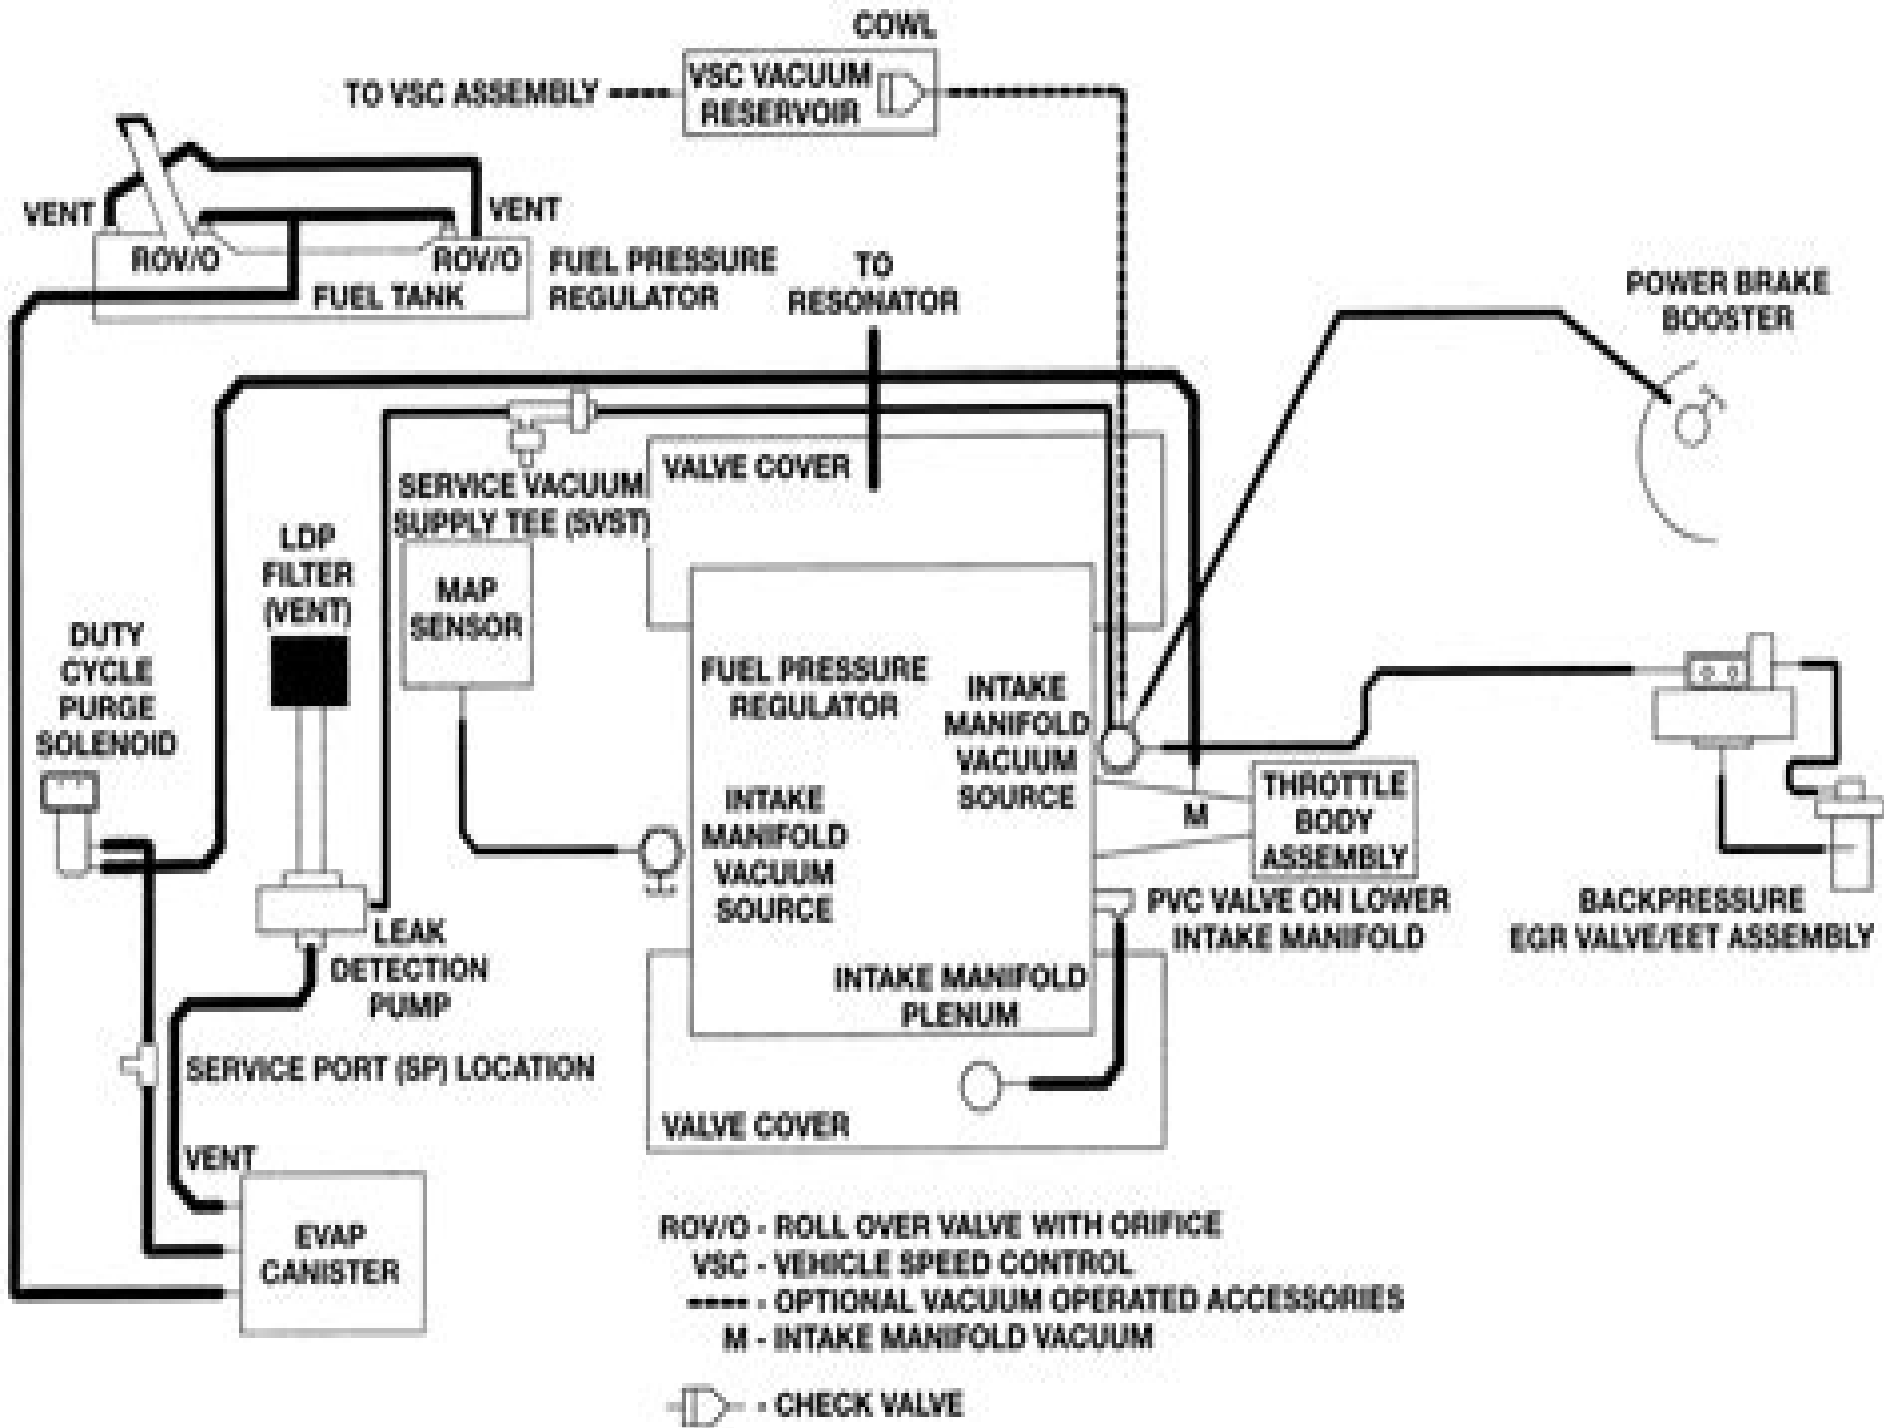 COWL
TO VSC ASSEMBLY
VSC VACUUM
RESERVOIR
VENT
VENT
ROV/O
ROV/O
FUEL TANK
FUEL PRESSURE
REGULATOR
TO
RESONATOR
POWER BRAKE
BOOSTER
VALVE COVER
SERVICE VACUUM
SUPPLY TEE (SVST)
LDP
FILTER
(VENT)
MAP
SENSOR
DUTY
CYCLE
PURGE
SOLENOID
FUEL PRESSURE
REGULATOR
INTAKE
MANIFOLD
VACUUM
SOURCE
INTAKE
MANIFOLD
VACUUM
SOURCE
M
THROTTLE
BODY
ASSEMBLY
PVC VALVE ON LOWER
INTAKE MANIFOLD
BACKPRESSURE
EGR VALVE/EET ASSEMBLY
LEAK
DETECTION
PUMP
INTAKE MANIFOLD
PLENUM
SERVICE PORT (SP) LOCATION
VALVE COVER
VENT
EVAP
CANISTER
ROV/O - ROLL OVER VALVE WITH ORIFICE
VSC - VEHICLE SPEED CONTROL
---- - OPTIONAL VACUUM OPERATED ACCESSORIES
M - INTAKE MANIFOLD VACUUM
- CHECK VALVE